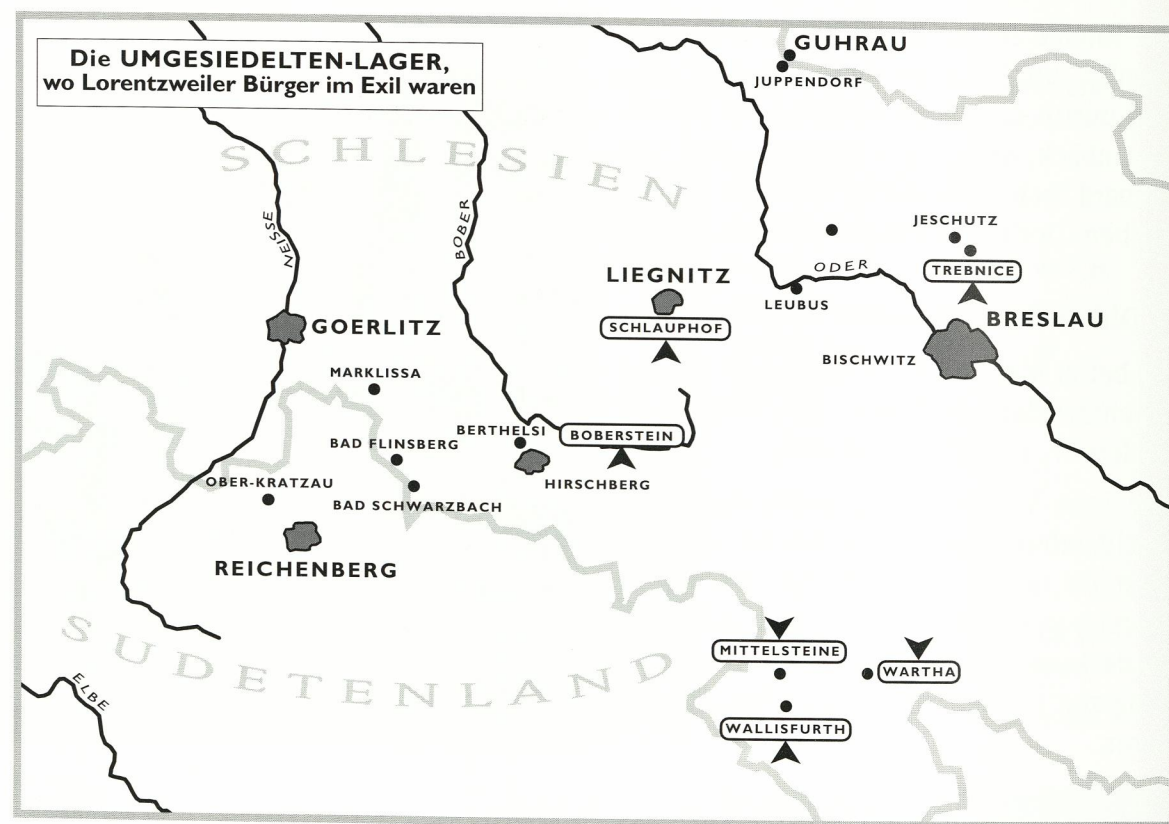 Die UMGESIEDELTEN-LAGER,
wo Lorentzweiler Bürger im Exil waren
GUHRAU
JUPPENDORF
SCHLESIEN
NEISSE
BOBER
JESCHUTZ
ODER
TREBNICE
LIEGNITZ
LEUBUS
SCHLAUPHOF
GOERLITZ
BRESLAU
BISCHWITZ
MARKLISSA
BERTHELSI
BOBERSTEIN
BAD FLINSBERG
OBER-KRATZAU
HIRSCHBERG
BAD SCHWARZBACH
REICHENBERG
SUDETENLAND
MITTELSTEINE
WARTHA
ELBE
WALLISFURTH